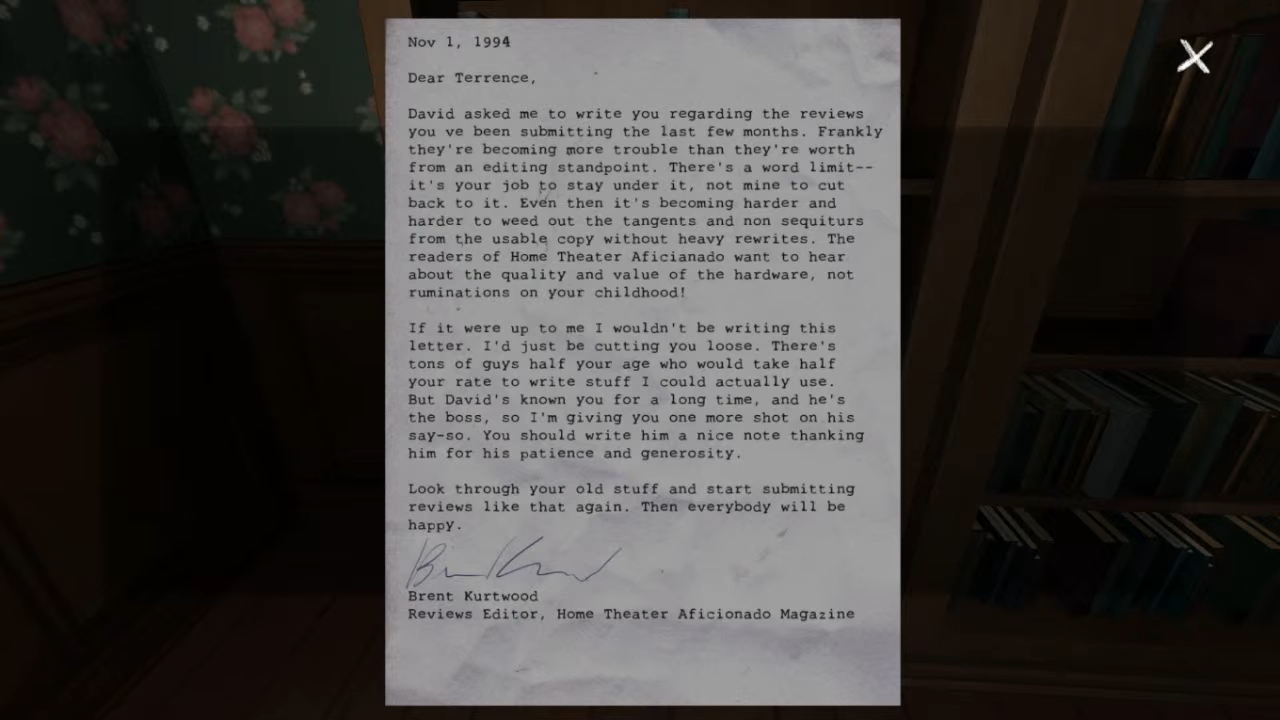 Nov 1, 1994
Dear Terrence,
David asked me to write you regarding the reviews
you ve been submitting the last few months. Frankly
they're becoming more trouble than they're worth
from an editing standpoint. There's a word limit--
it's your job to stay under it, not mine to cut
back to it. Even then it's becoming harder and
harder to weed out the tangents and non sequiturs
from the usable copy without heavy rewrites. The
readers of Home Theater Aficianado want to hear
about the quality and value of the hardware, not
ruminations on your childhood!
If it were up to me I wouldn't be writing this
letter. I'd just be cutting you loose. There's
tons of guys half your age who would take half
your rate to write stuff I could actually use.
But David's known you for a long time, and he's
the boss, so I'm giving you one more shot on his
say-so. You should write him a nice note thanking
him for his patience and generosity.
Look through your old stuff and start submitting
reviews like that again. Then everybody will be
happy.
Brent Kurtwood
Reviews Editor, Home Theater Aficionado Magazine